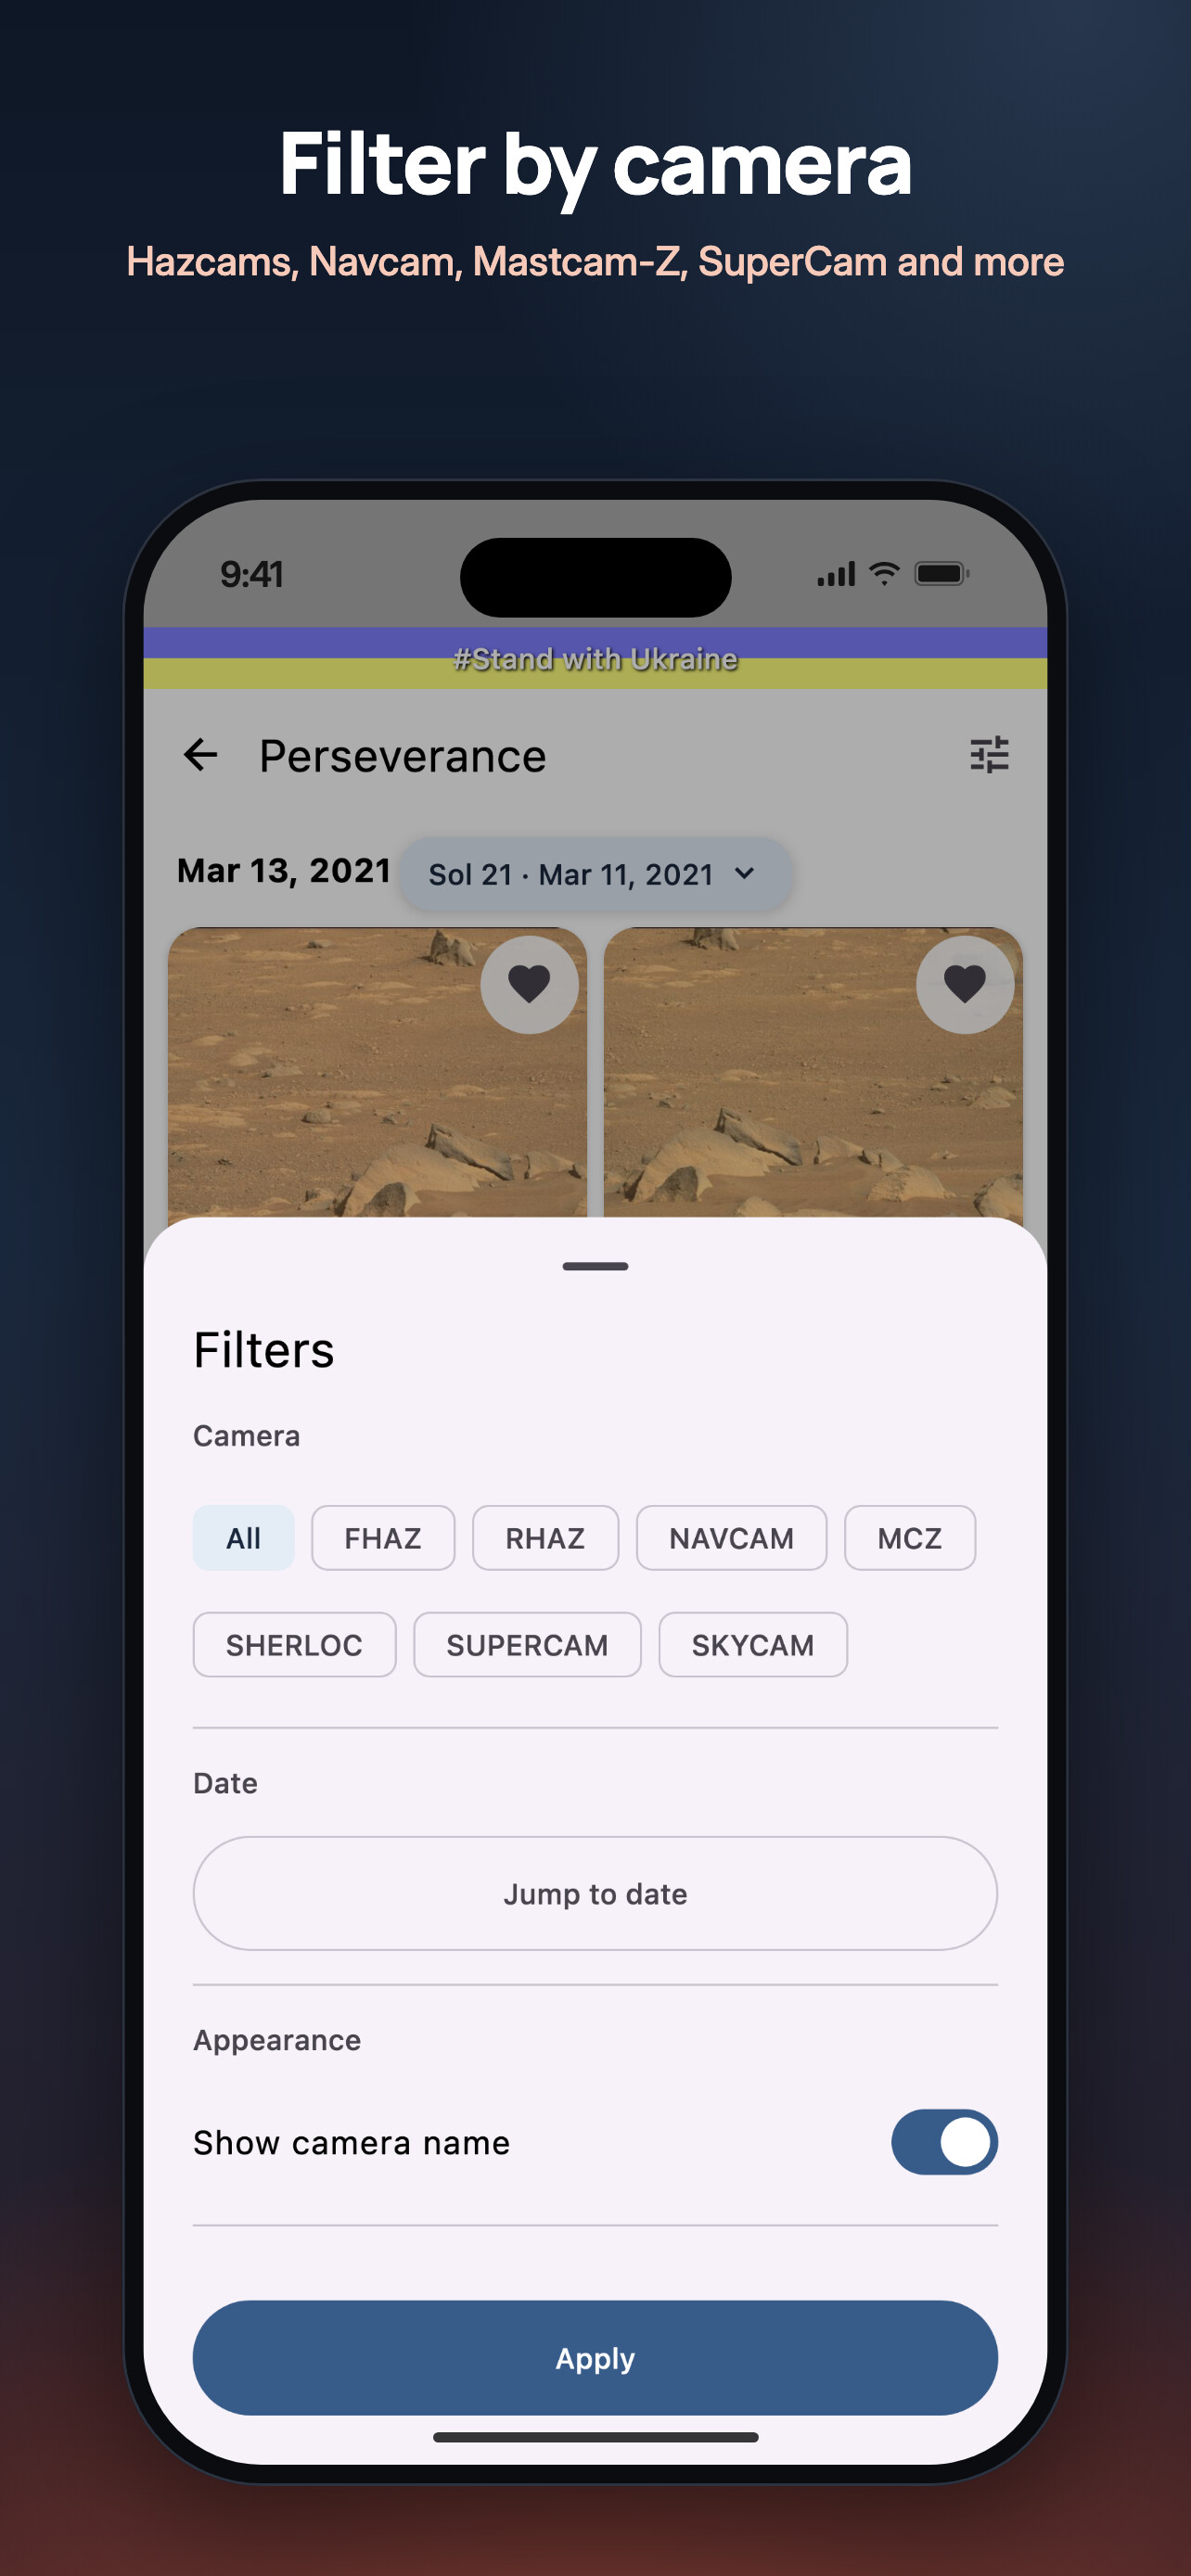 Filter by camera
Hazcams, Navcam, Mastcam-Z, SuperCam and more
9:41
#Stand with Ukraine
Perseverance
Mar 13, 2021
Sol 21 · Mar 11, 2021
Filters
Camera
All FHAZ RHAZ NAVCAM MCZ
SHERLOC SUPERCAM SKYCAM
Date
Jump to date
Appearance
Show camera name
Apply